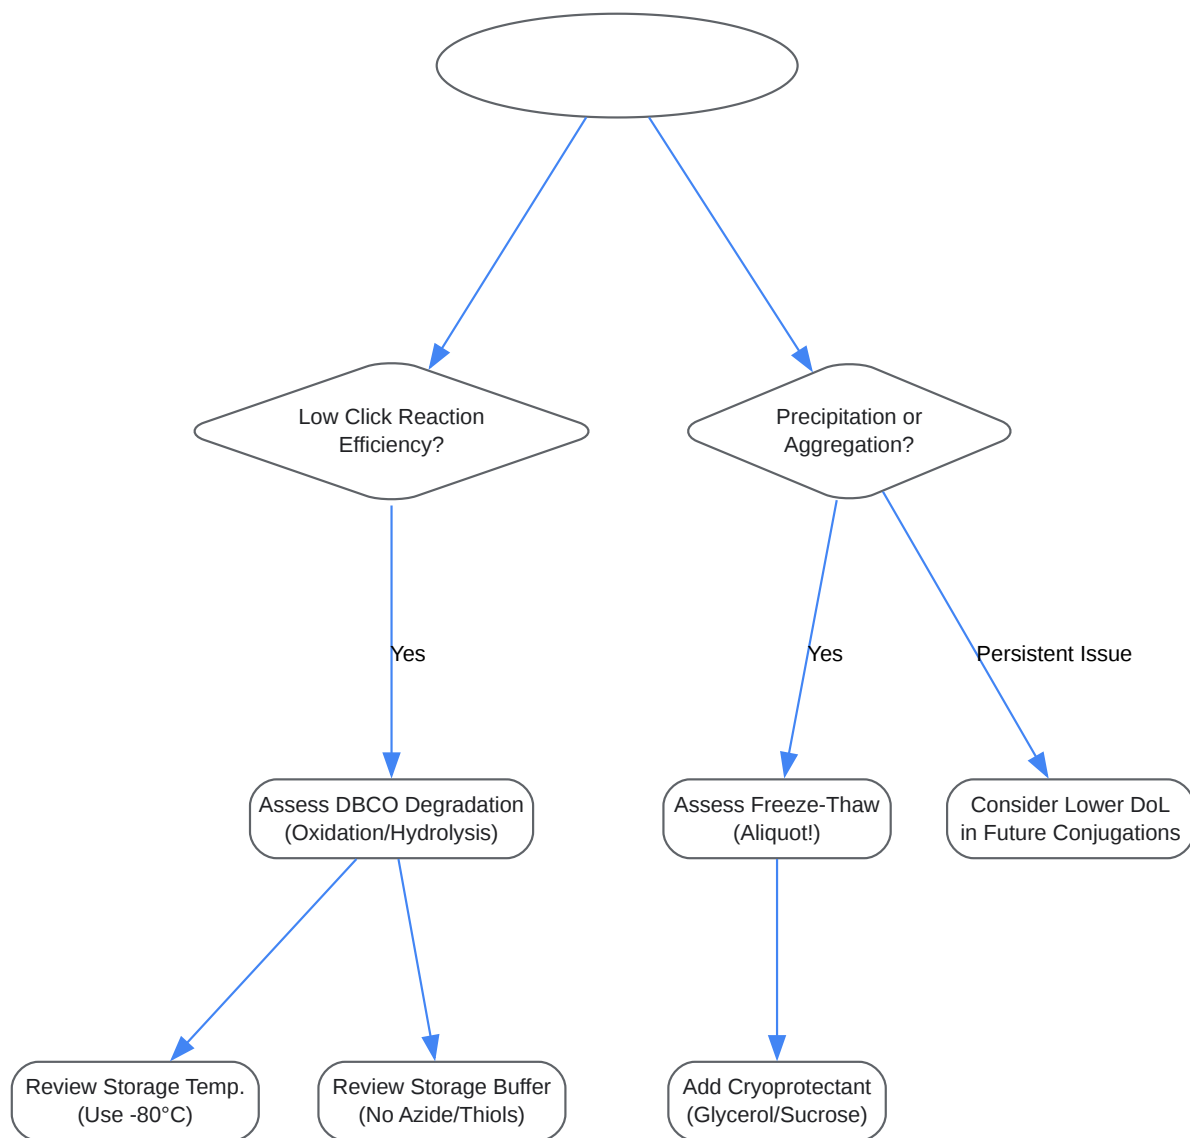 Low Click Reaction
Efficiency?
Precipitation or
Aggregation?
Yes
Yes
Persistent Issue
Assess DBCO Degradation
(Oxidation/Hydrolysis)
Assess Freeze-Thaw
(Aliquot!)
Consider Lower DoL
in Future Conjugations
Review Storage Temp.
(Use -80°C)
Review Storage Buffer
(No Azide/Thiols)
Add Cryoprotectant
(Glycerol/Sucrose)